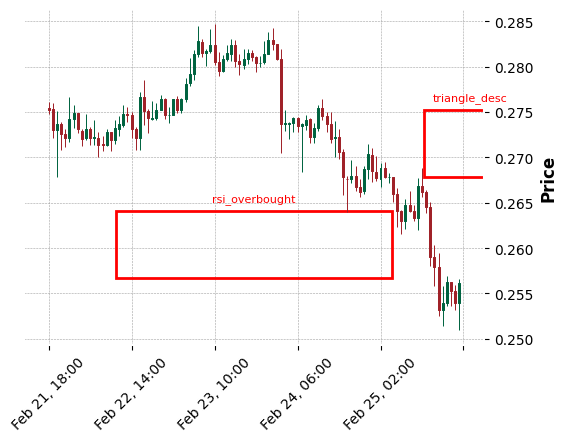 0.285
0.280
triangle_desc
0.275
0.270
Price
rsi_overbought
0.265
0.260
0.255
0.250
Feb 21, 18:00
Feb 22, 14:00
Feb 23, 10:00
Feb 24, 06:00
Feb 25, 02:00